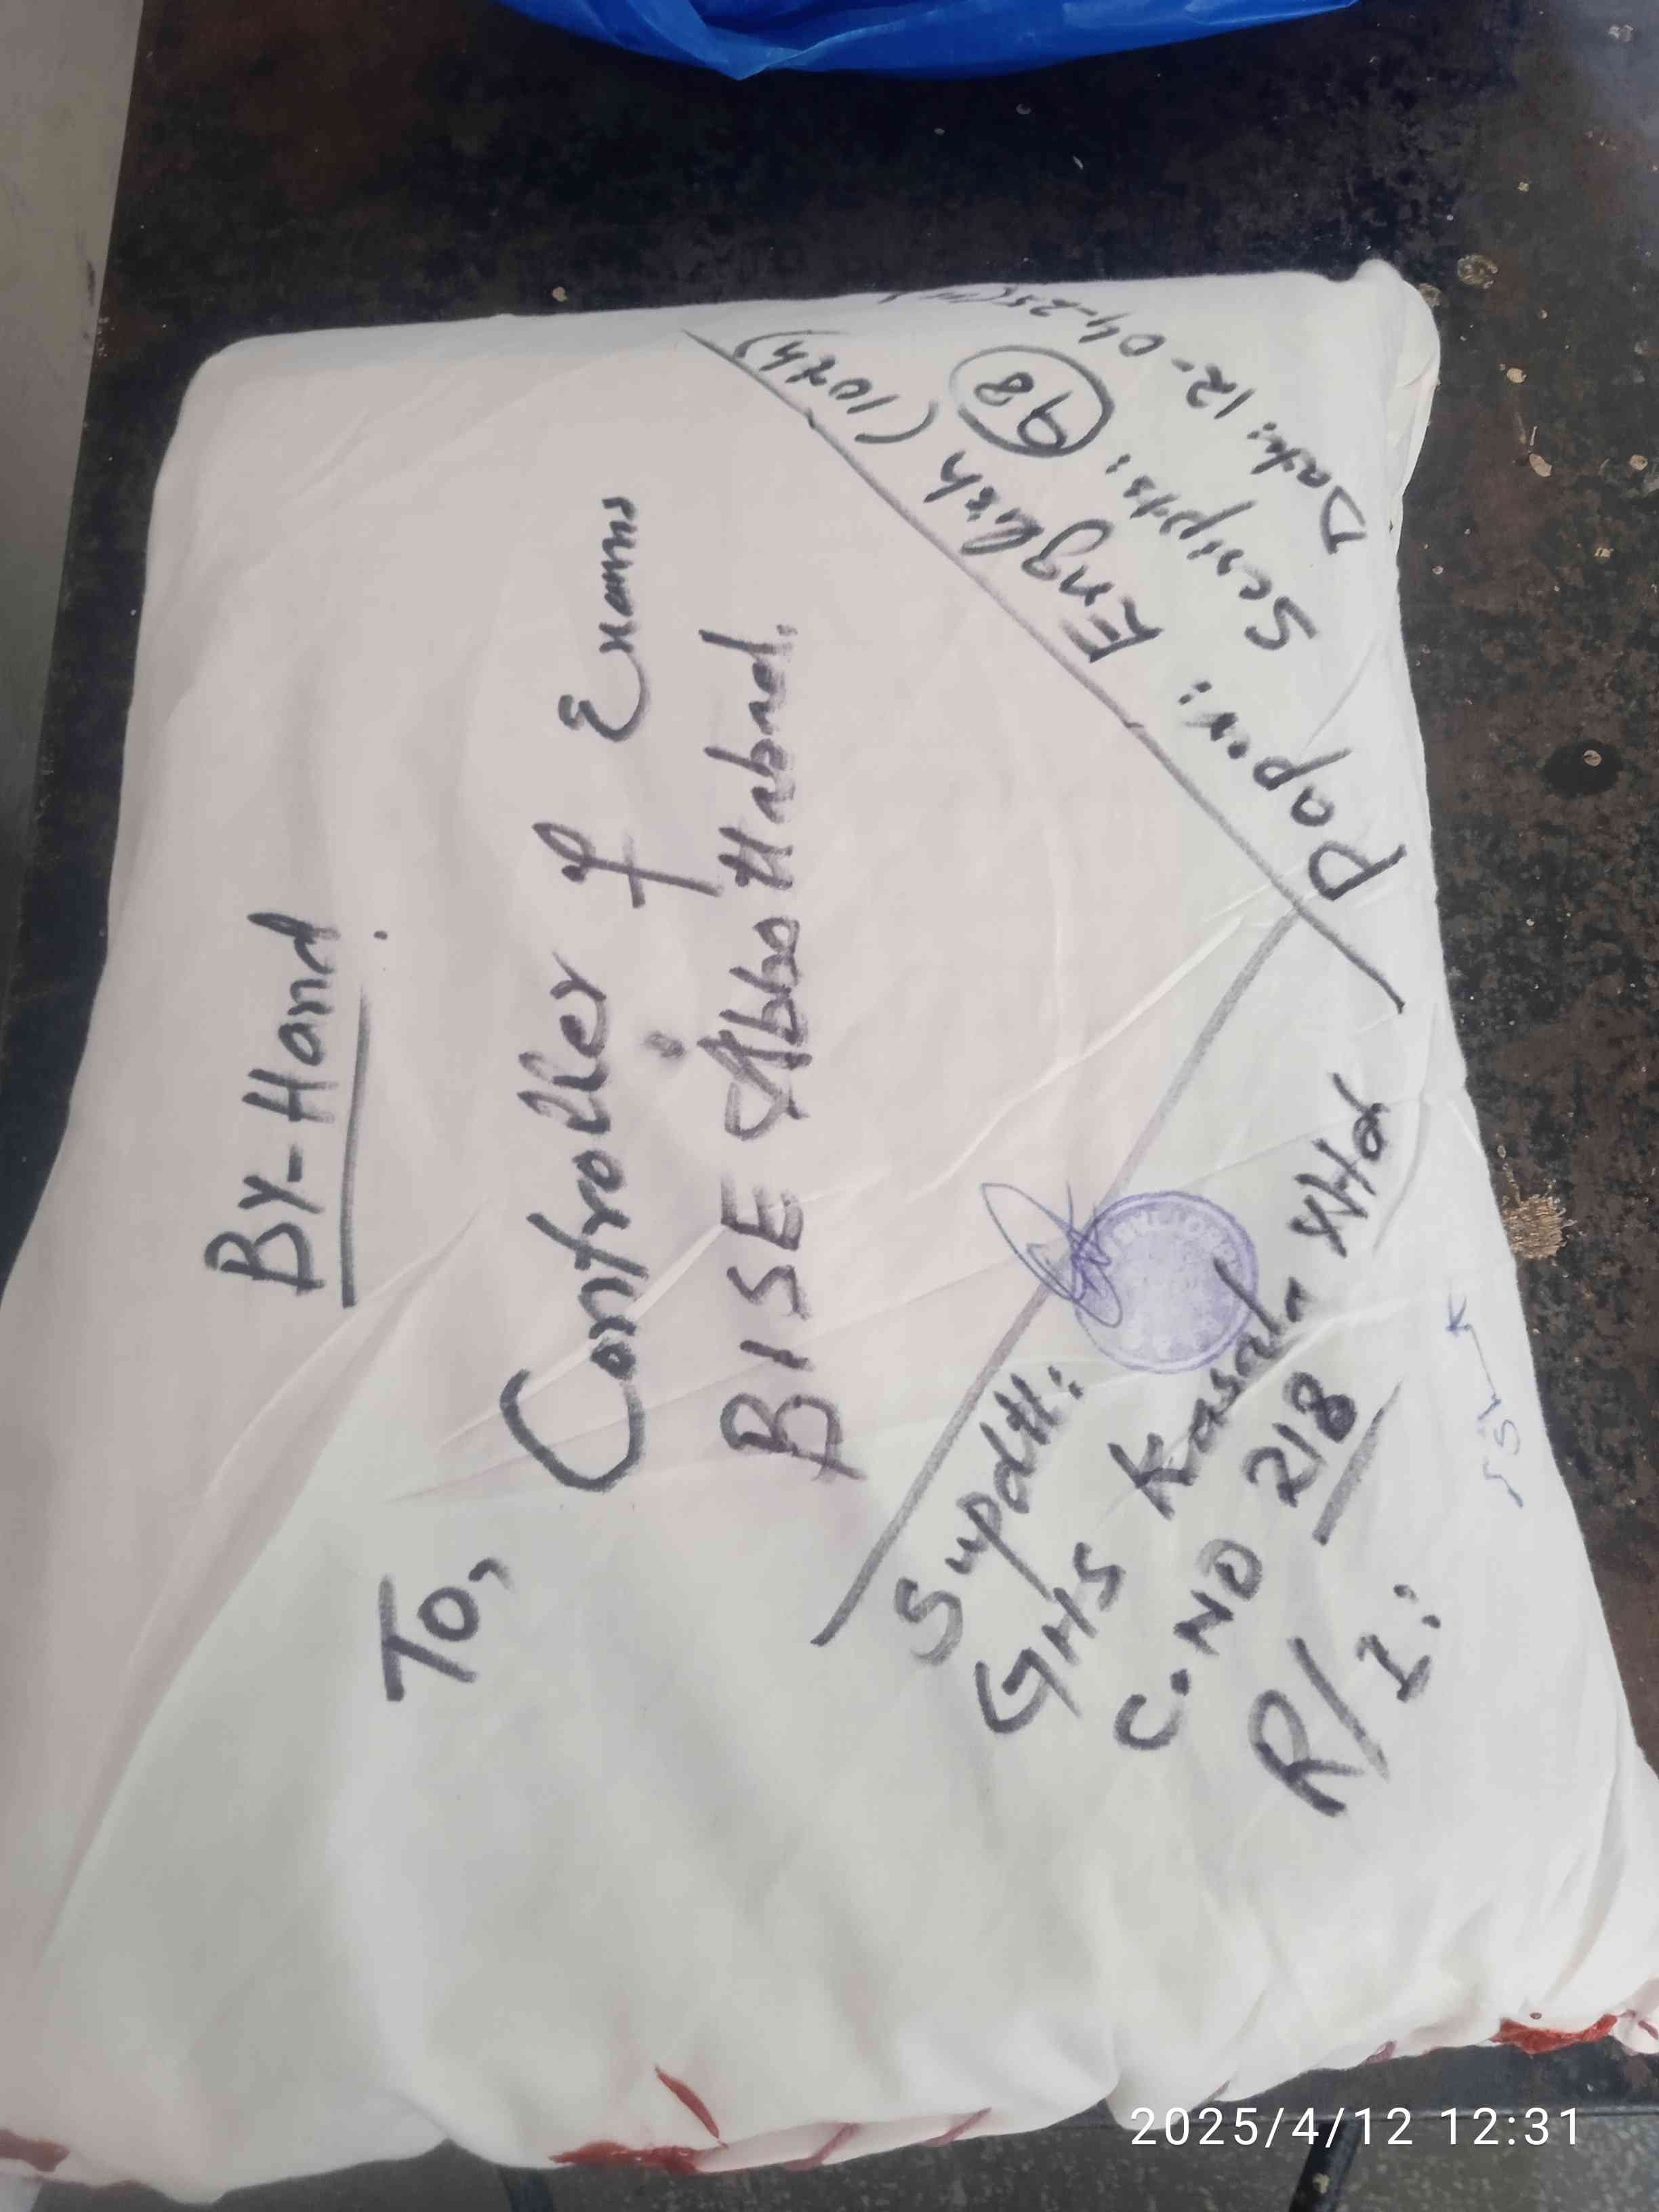 By-Hand
To,
Controller of Exams
BISE Abbottabad.
Paper: English (10th)
Scripts: 98
Date: 12-04-25
Supdtt:
GHS Kasala
C.NO 218
R/I:
2025/4/12 12:31